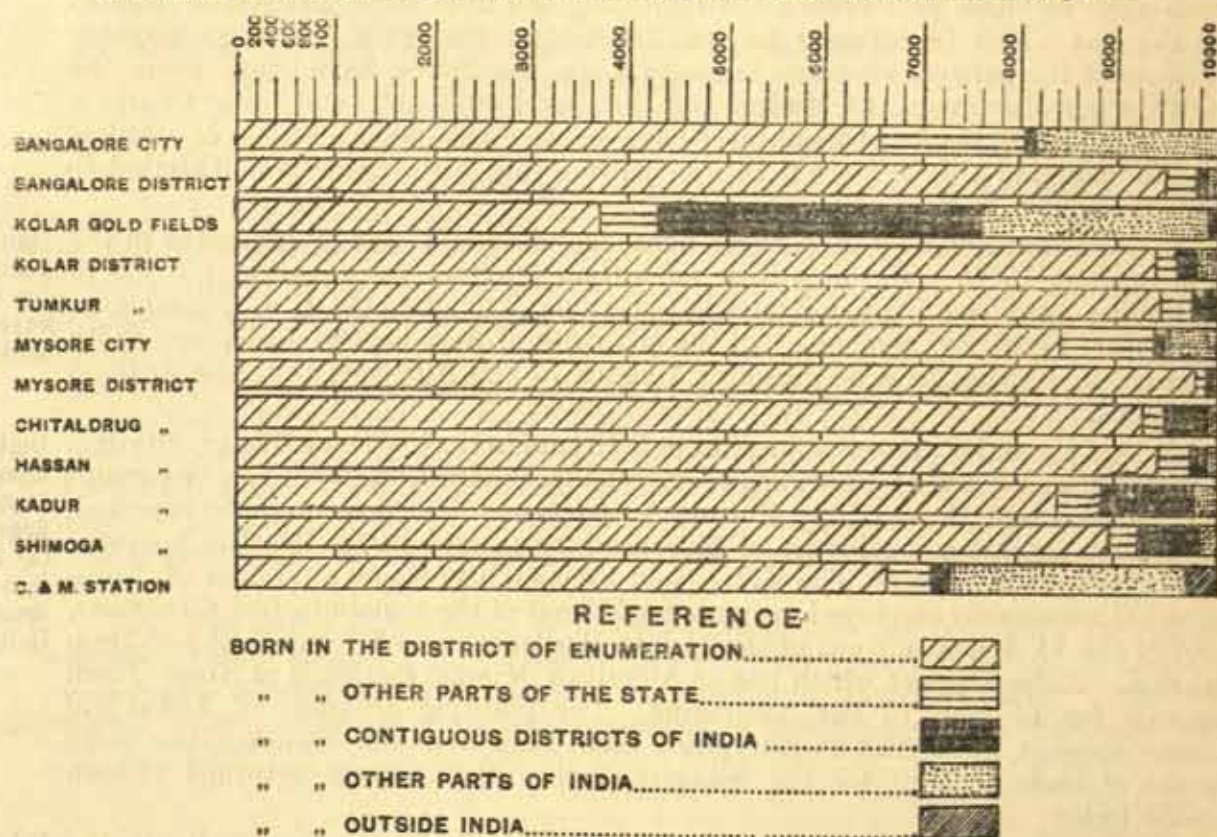 0 200 400 600 800 100 2000 3000 4000 5000 6000 7000 8000 9000 10000
BANGALORE CITY
BANGALORE DISTRICT
KOLAR GOLD FIELDS
KOLAR DISTRICT
TUMKUR „
MYSORE CITY
MYSORE DISTRICT
CHITALDRUG „
HASSAN „
KADUR „
SHIMOGA „
C. & M. STATION
REFERENCE
BORN IN THE DISTRICT OF ENUMERATION
„ „ OTHER PARTS OF THE STATE
„ „ CONTIGUOUS DISTRICTS OF INDIA
„ „ OTHER PARTS OF INDIA
„ „ OUTSIDE INDIA